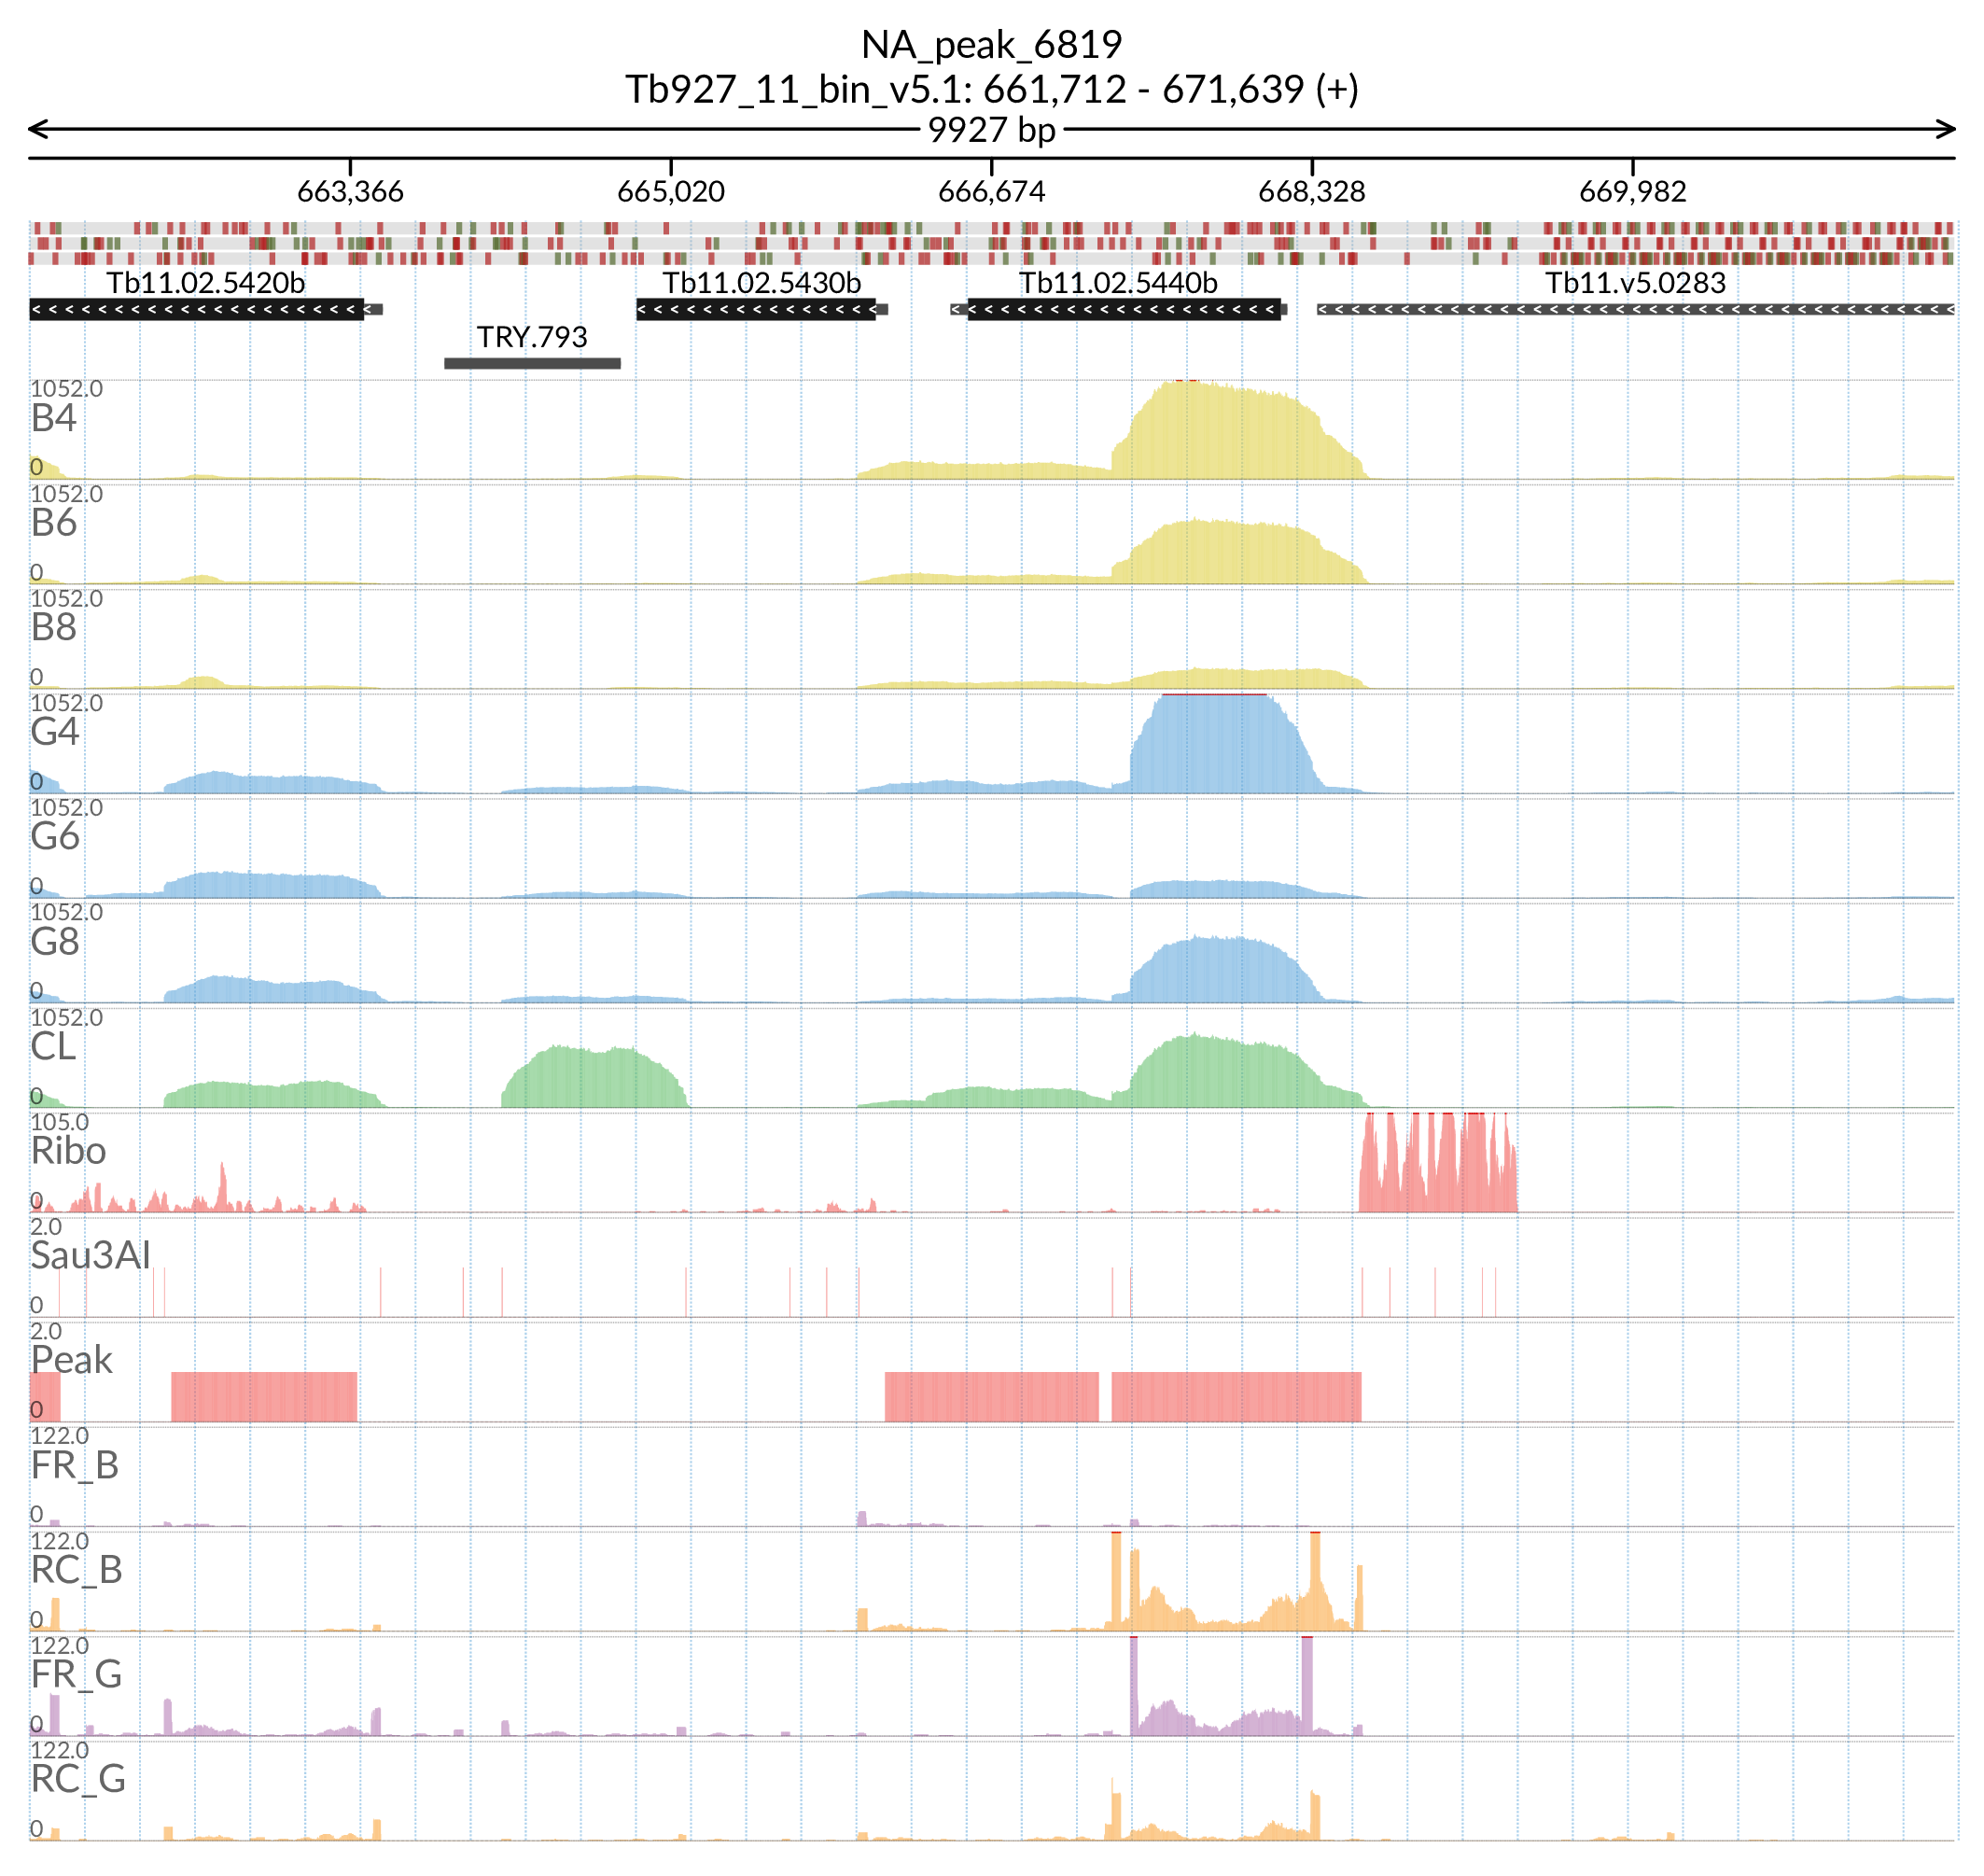 NA_peak_6819
Tb927_11_bin_v5.1: 661,712 - 671,639 (+)
9927 bp
663,366 665,020 666,674 668,328 669,982
Tb11.02.5420b Tb11.02.5430b Tb11.02.5440b Tb11.v5.0283
TRY.793
1052.0
B4
0
1052.0
B6
0
1052.0
B8
0
1052.0
G4
0
1052.0
G6
0
1052.0
G8
0
1052.0
CL
0
105.0
Ribo
0
2.0
Sau3AI
0
2.0
Peak
0
122.0
FR_B
0
122.0
RC_B
0
122.0
FR_G
0
122.0
RC_G
0